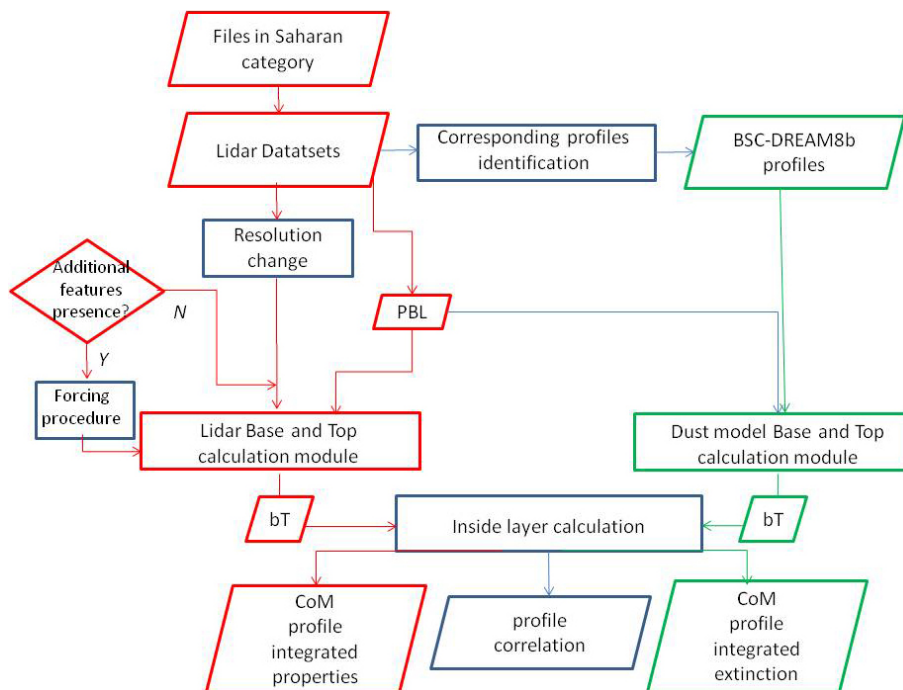 Files in Saharan
category
Lidar Datatsets
Corresponding profiles
identification
BSC-DREAM8b
profiles
Resolution
change
Additional
features
presence?
N
PBL
Y
Forcing
procedure
Lidar Base and Top
calculation module
Dust model Base and Top
calculation module
bT
Inside layer calculation
bT
CoM
profile
integrated
properties
profile
correlation
CoM
profile
integrated
extinction